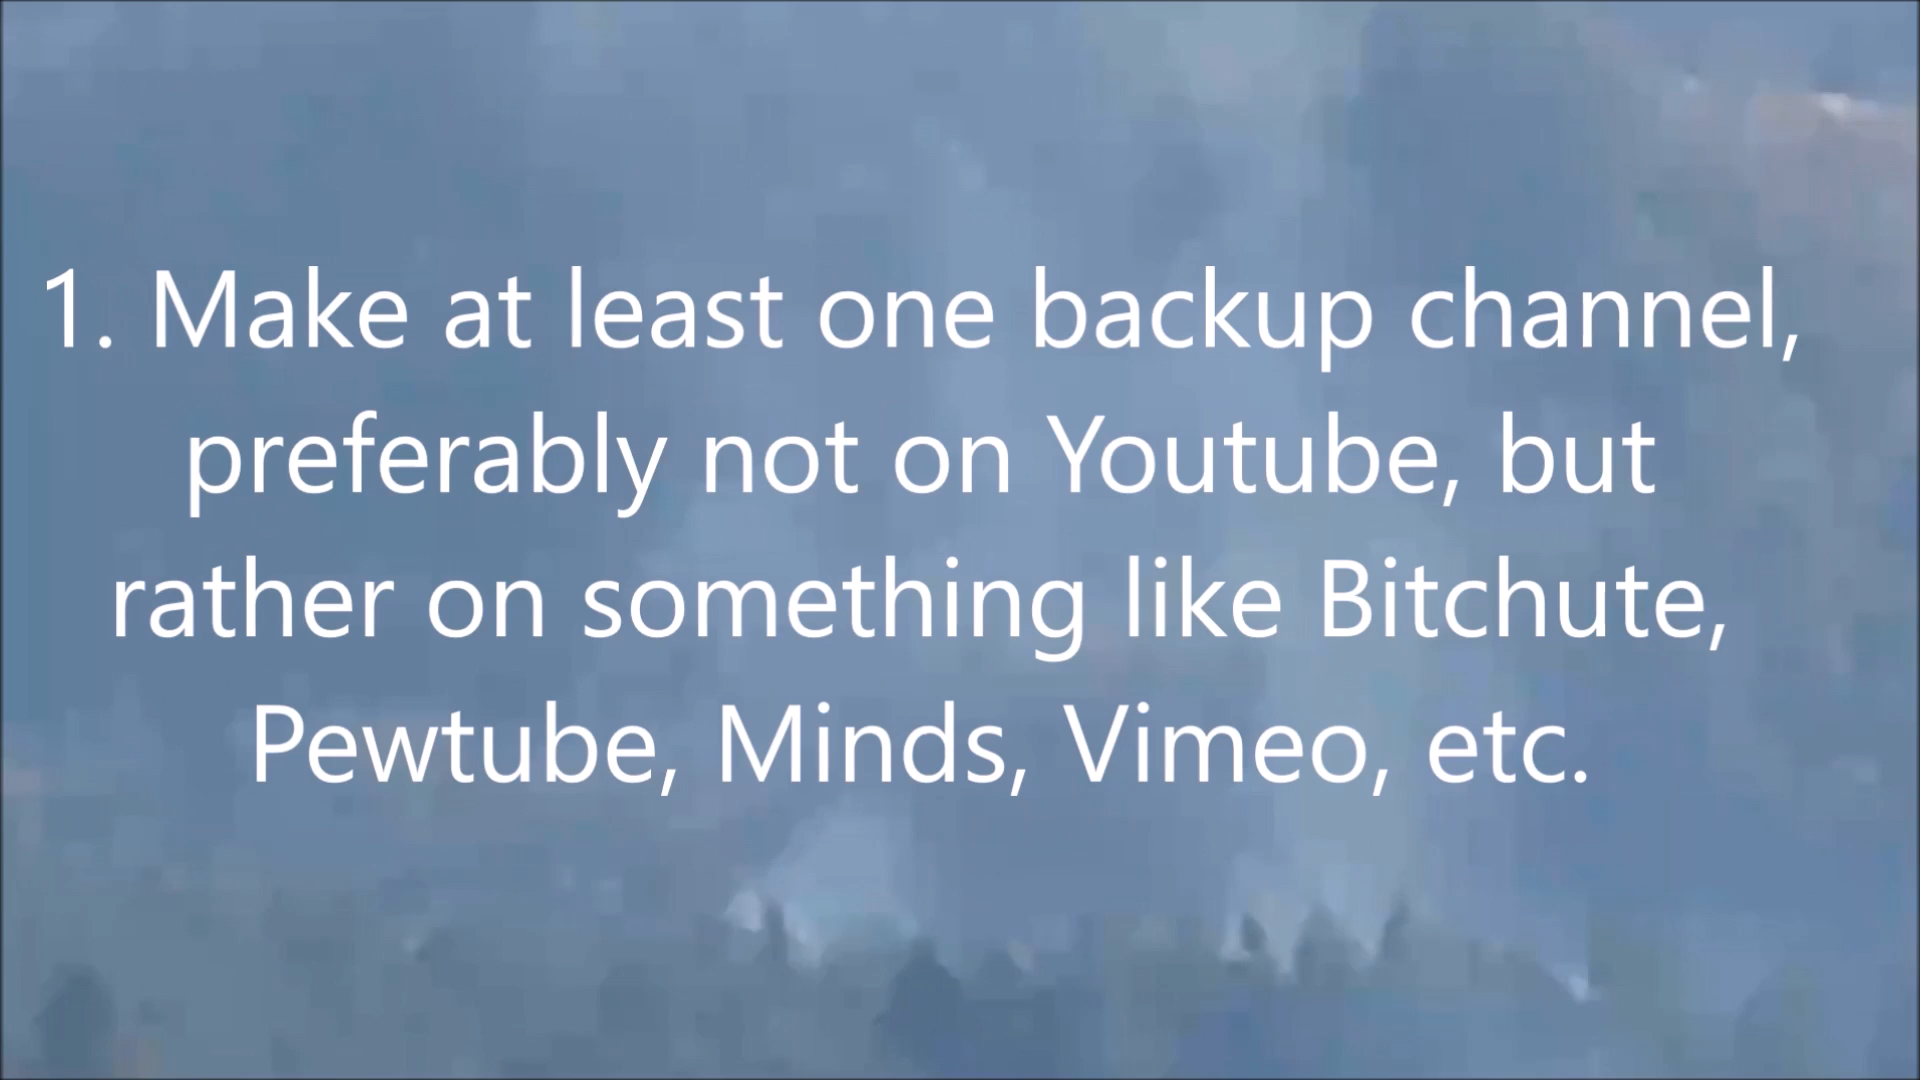 1. Make at least one backup channel,
preferably not on Youtube, but
rather on something like Bitchute,
Pewtube, Minds, Vimeo, etc.